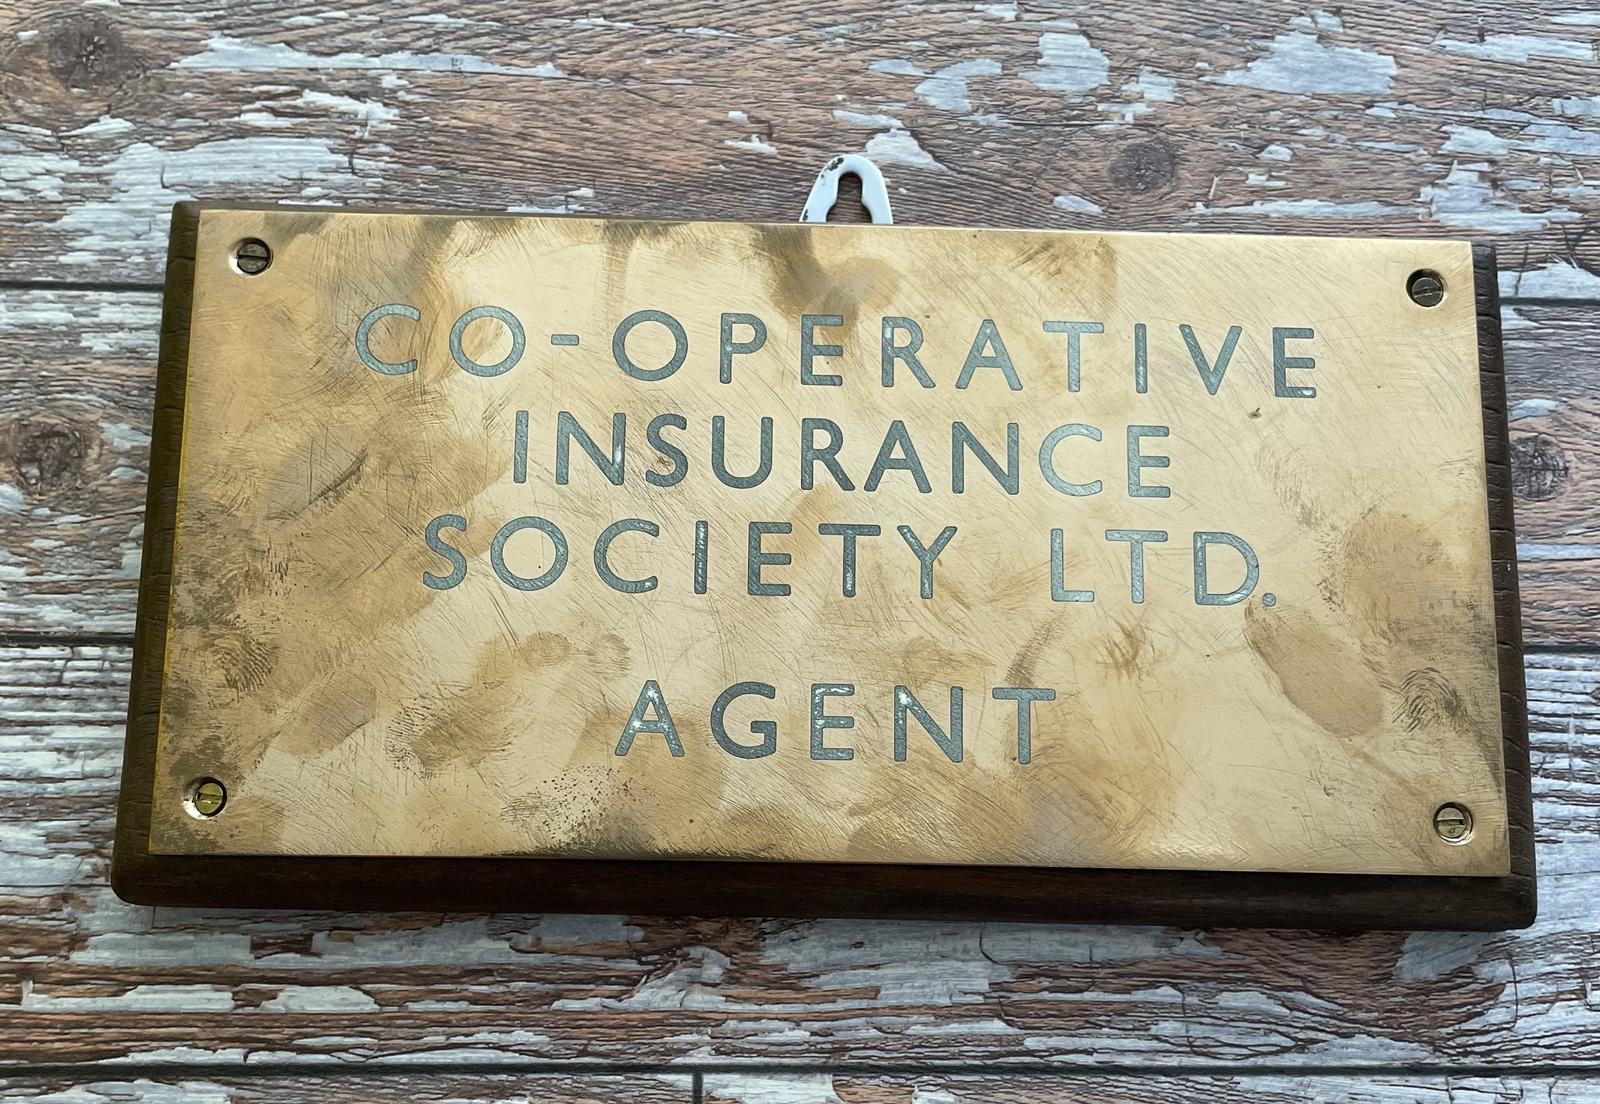 CO-OPERATIVE
INSURANCE
SOCIETY LTD.
AGENT